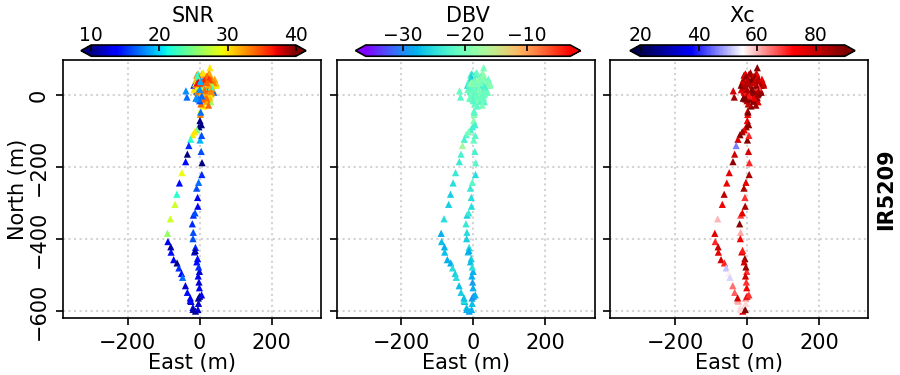 SNR DBV Xc
10 20 30 40 −30 −20 −10 20 40 60 80
North (m)
0
−200
−400
−600
IR5209
−200 0 200 −200 0 200 −200 0 200
East (m) East (m) East (m)